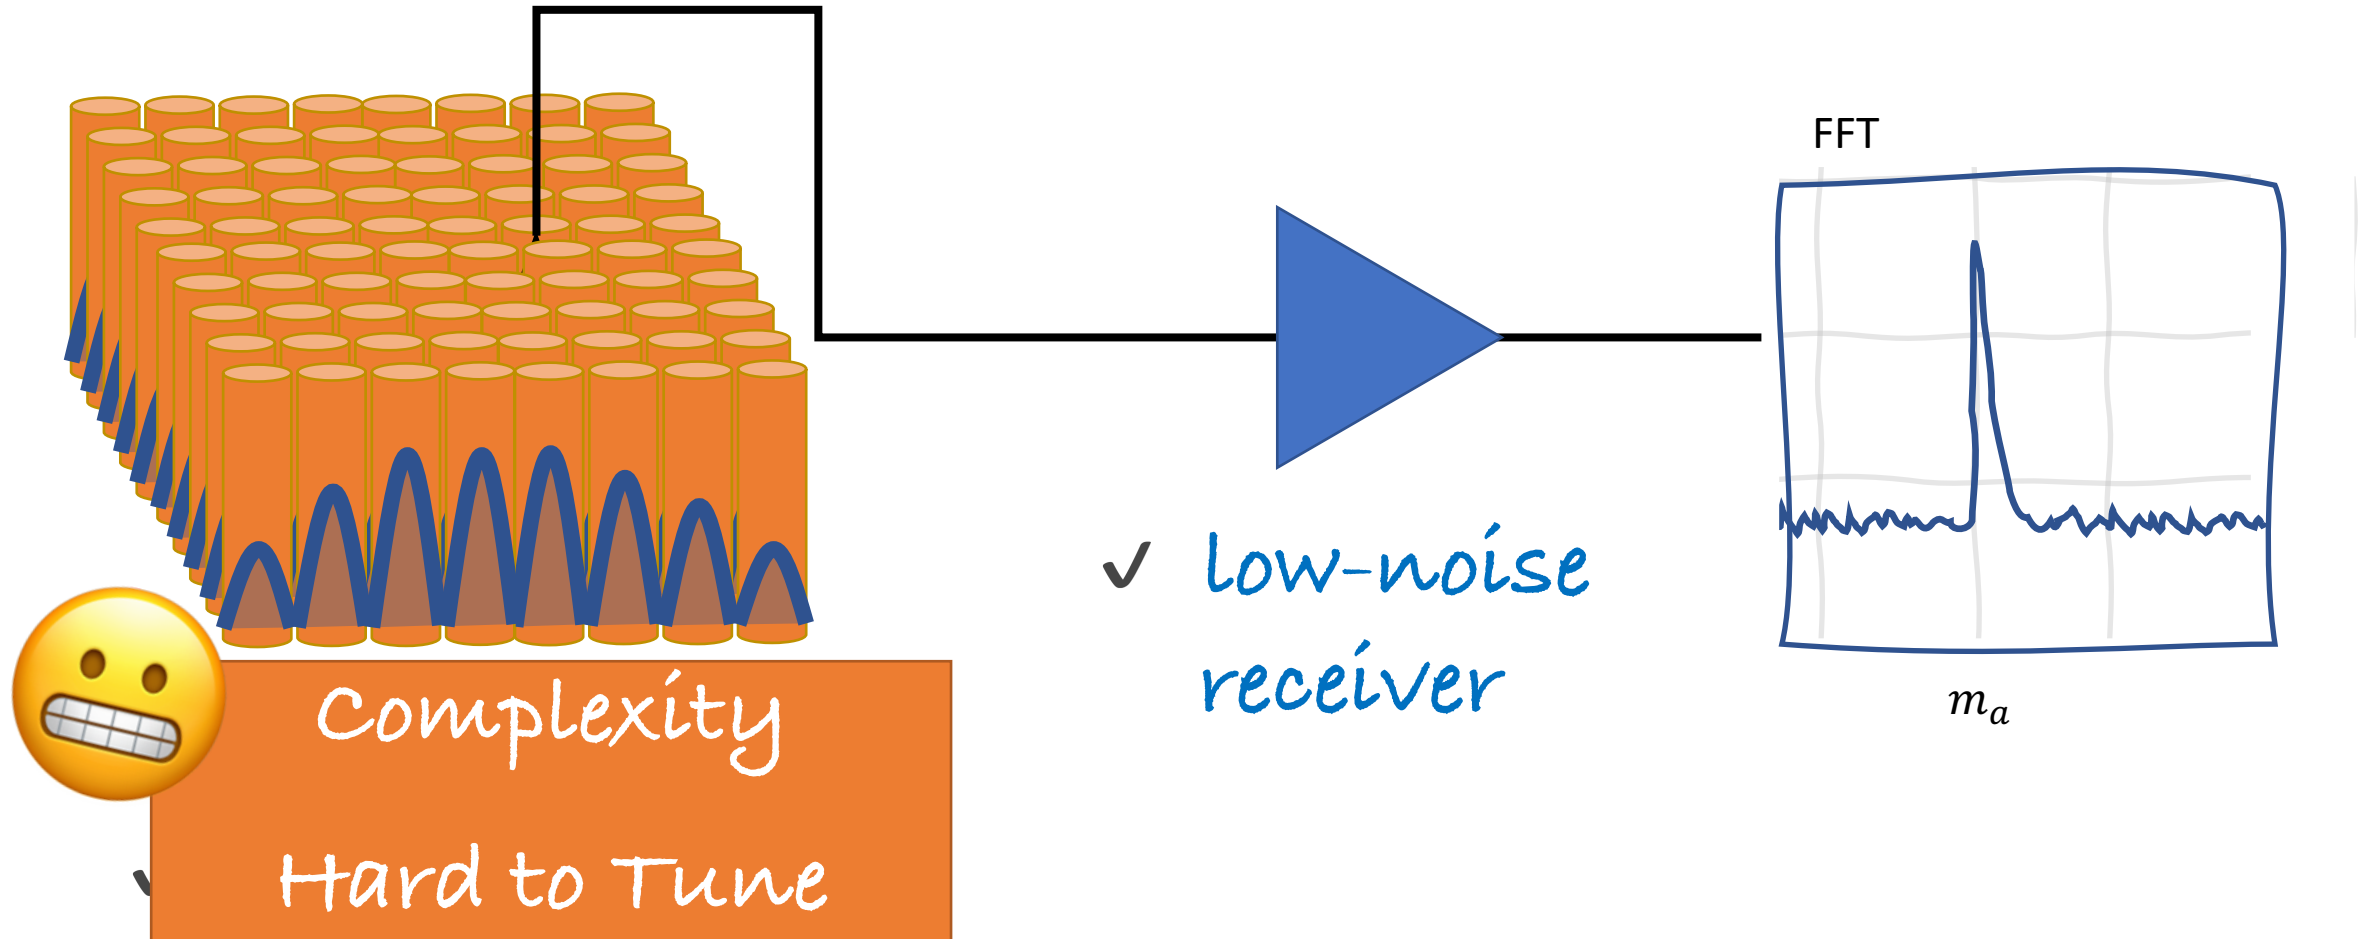 FFT
✓ low-noise
receiver
m_a
Complexity
Hard to Tune